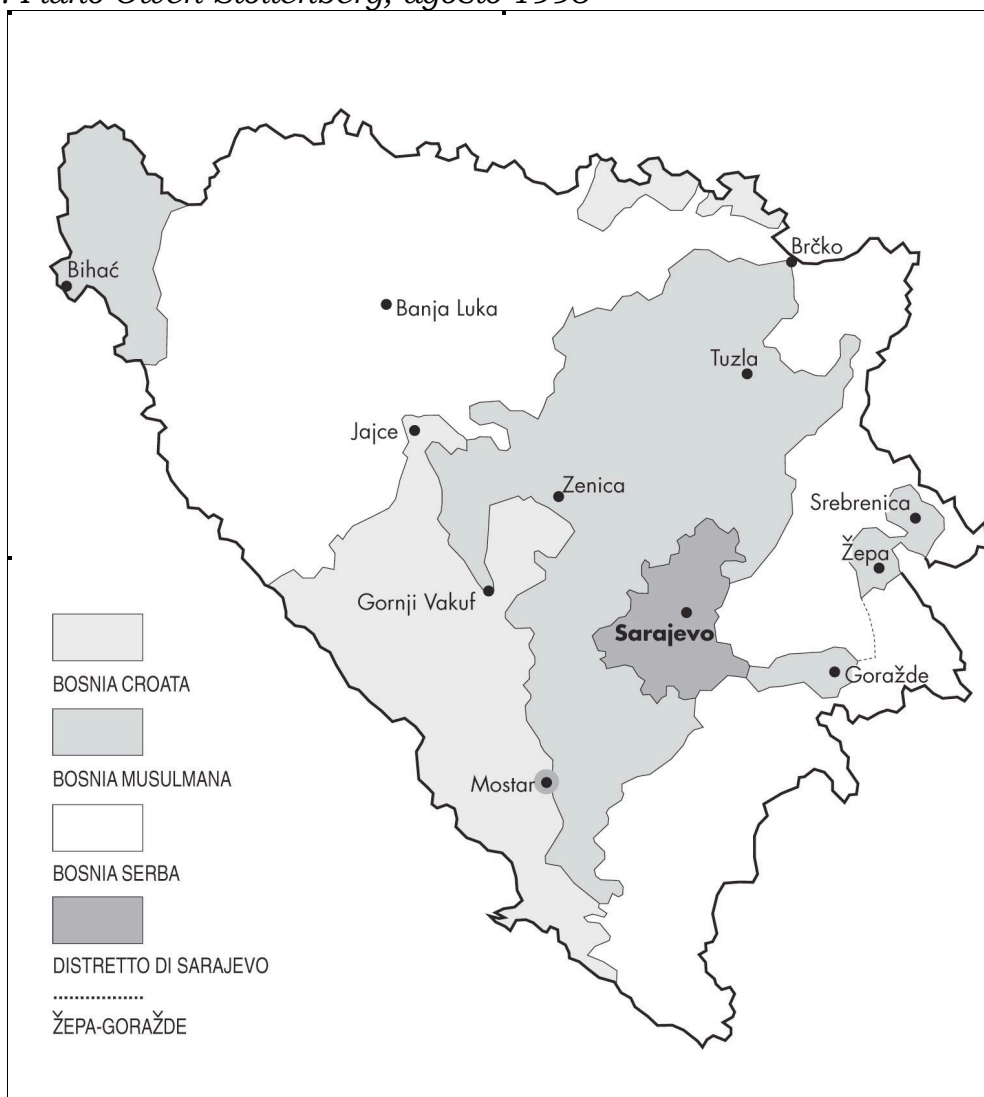 . Piano Owen-Stoltenberg, agosto 1993
Brčko
Bihać
Banja Luka
Tuzla
Jajce
Zenica
Srebrenica
Žepa
Gornji Vakuf
Sarajevo
Goražde
Mostar
BOSNIA CROATA
BOSNIA MUSULMANA
BOSNIA SERBA
DISTRETTO DI SARAJEVO
ŽEPA-GORAŽDE